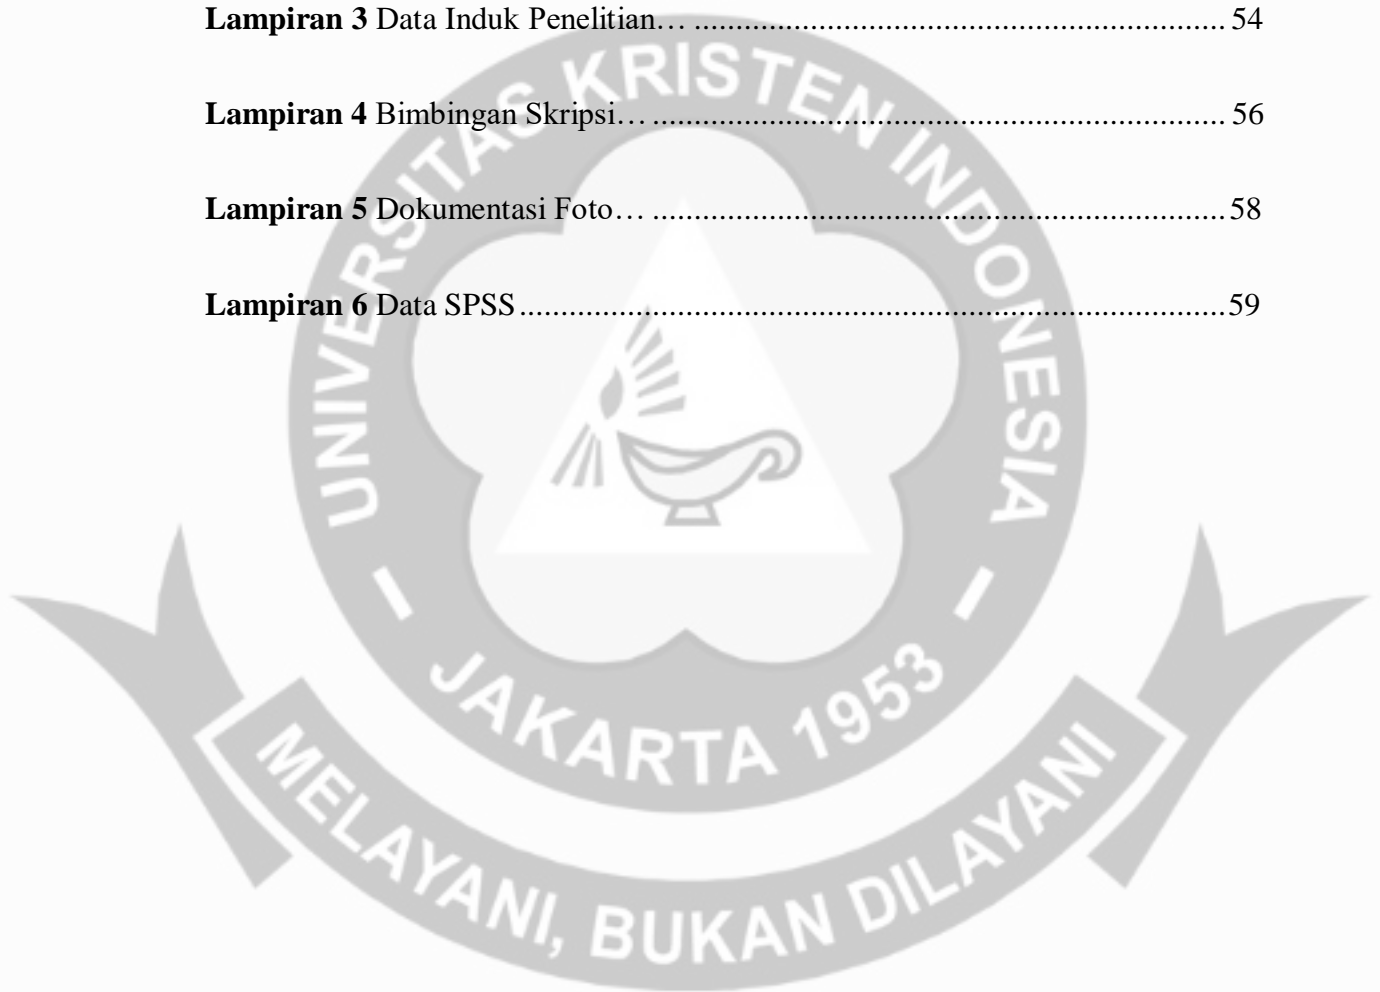 Lampiran 3 Data Induk Penelitian… .................................................................. 54
Lampiran 4 Bimbingan Skripsi… ....................................................................... 56
Lampiran 5 Dokumentasi Foto… ....................................................................... 58
Lampiran 6 Data SPSS ........................................................................................ 59
UNIVERSITAS KRISTEN INDONESIA
- JAKARTA 1953 -
MELAYANI, BUKAN DILAYANI